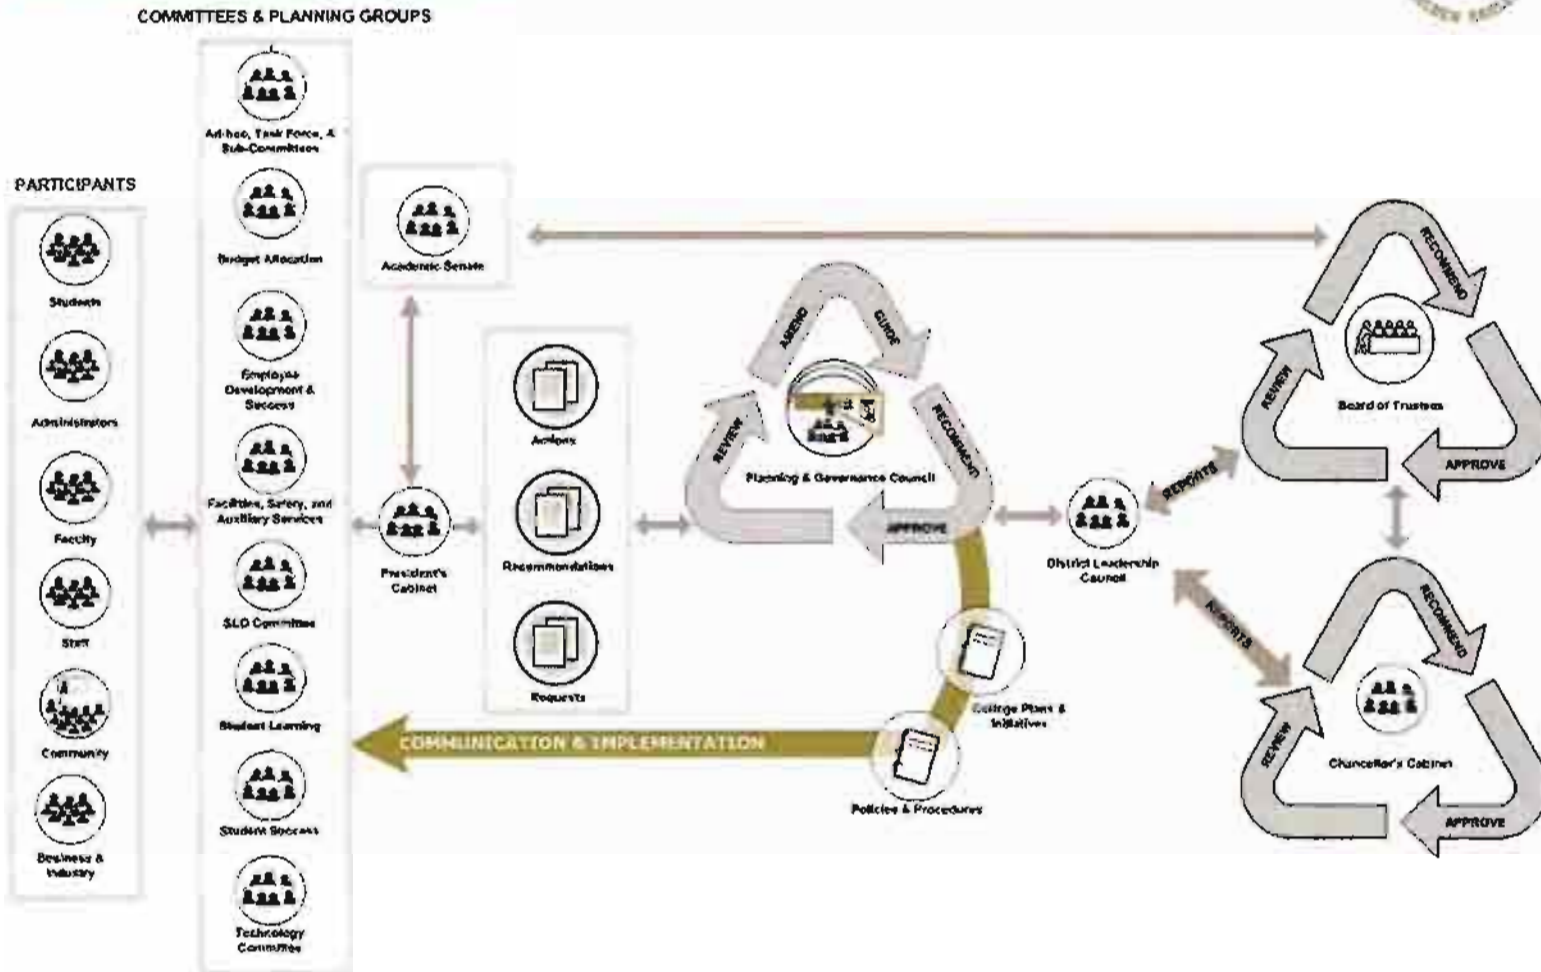 COMMITTEES & PLANNING GROUPS
Ad-hoc, Task Force, &
Sub-Committees
Budget Allocation
Employee
Development &
Success
Facilities, Safety, and
Auxiliary Services
SLO Committee
Student Learning
Student Success
Technology
Committee
PARTICIPANTS
Students
Administrators
Faculty
Staff
Community
Business &
Industry
Academic Senate
President's
Cabinet
Actions
Recommendations
Requests
AMEND
GUIDE
REVIEW
RECOMMEND
APPROVE
Planning & Governance Council
COMMUNICATION & IMPLEMENTATION
College Plans &
Initiatives
Policies & Procedures
District Leadership
Council
REPORTS
REPORTS
RECOMMEND
REVIEW
APPROVE
Board of Trustees
RECOMMEND
REVIEW
APPROVE
Chancellor's Cabinet